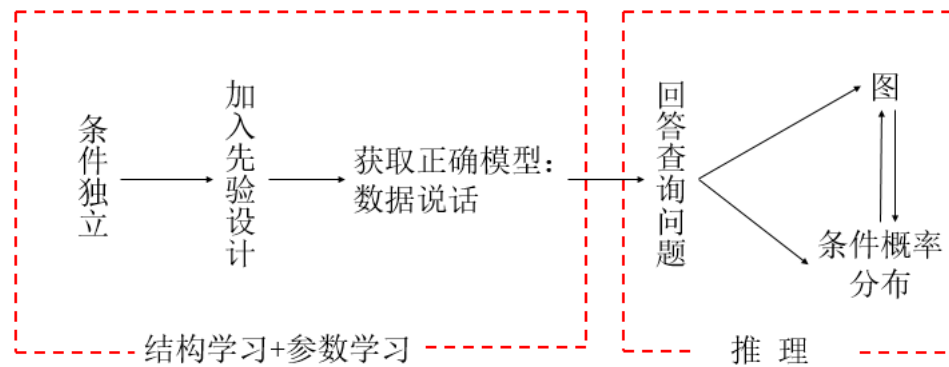 条件独立
加入先验设计
获取正确模型：
数据说话
回答查询问题
图
条件概率
分布
结构学习+参数学习
推 理